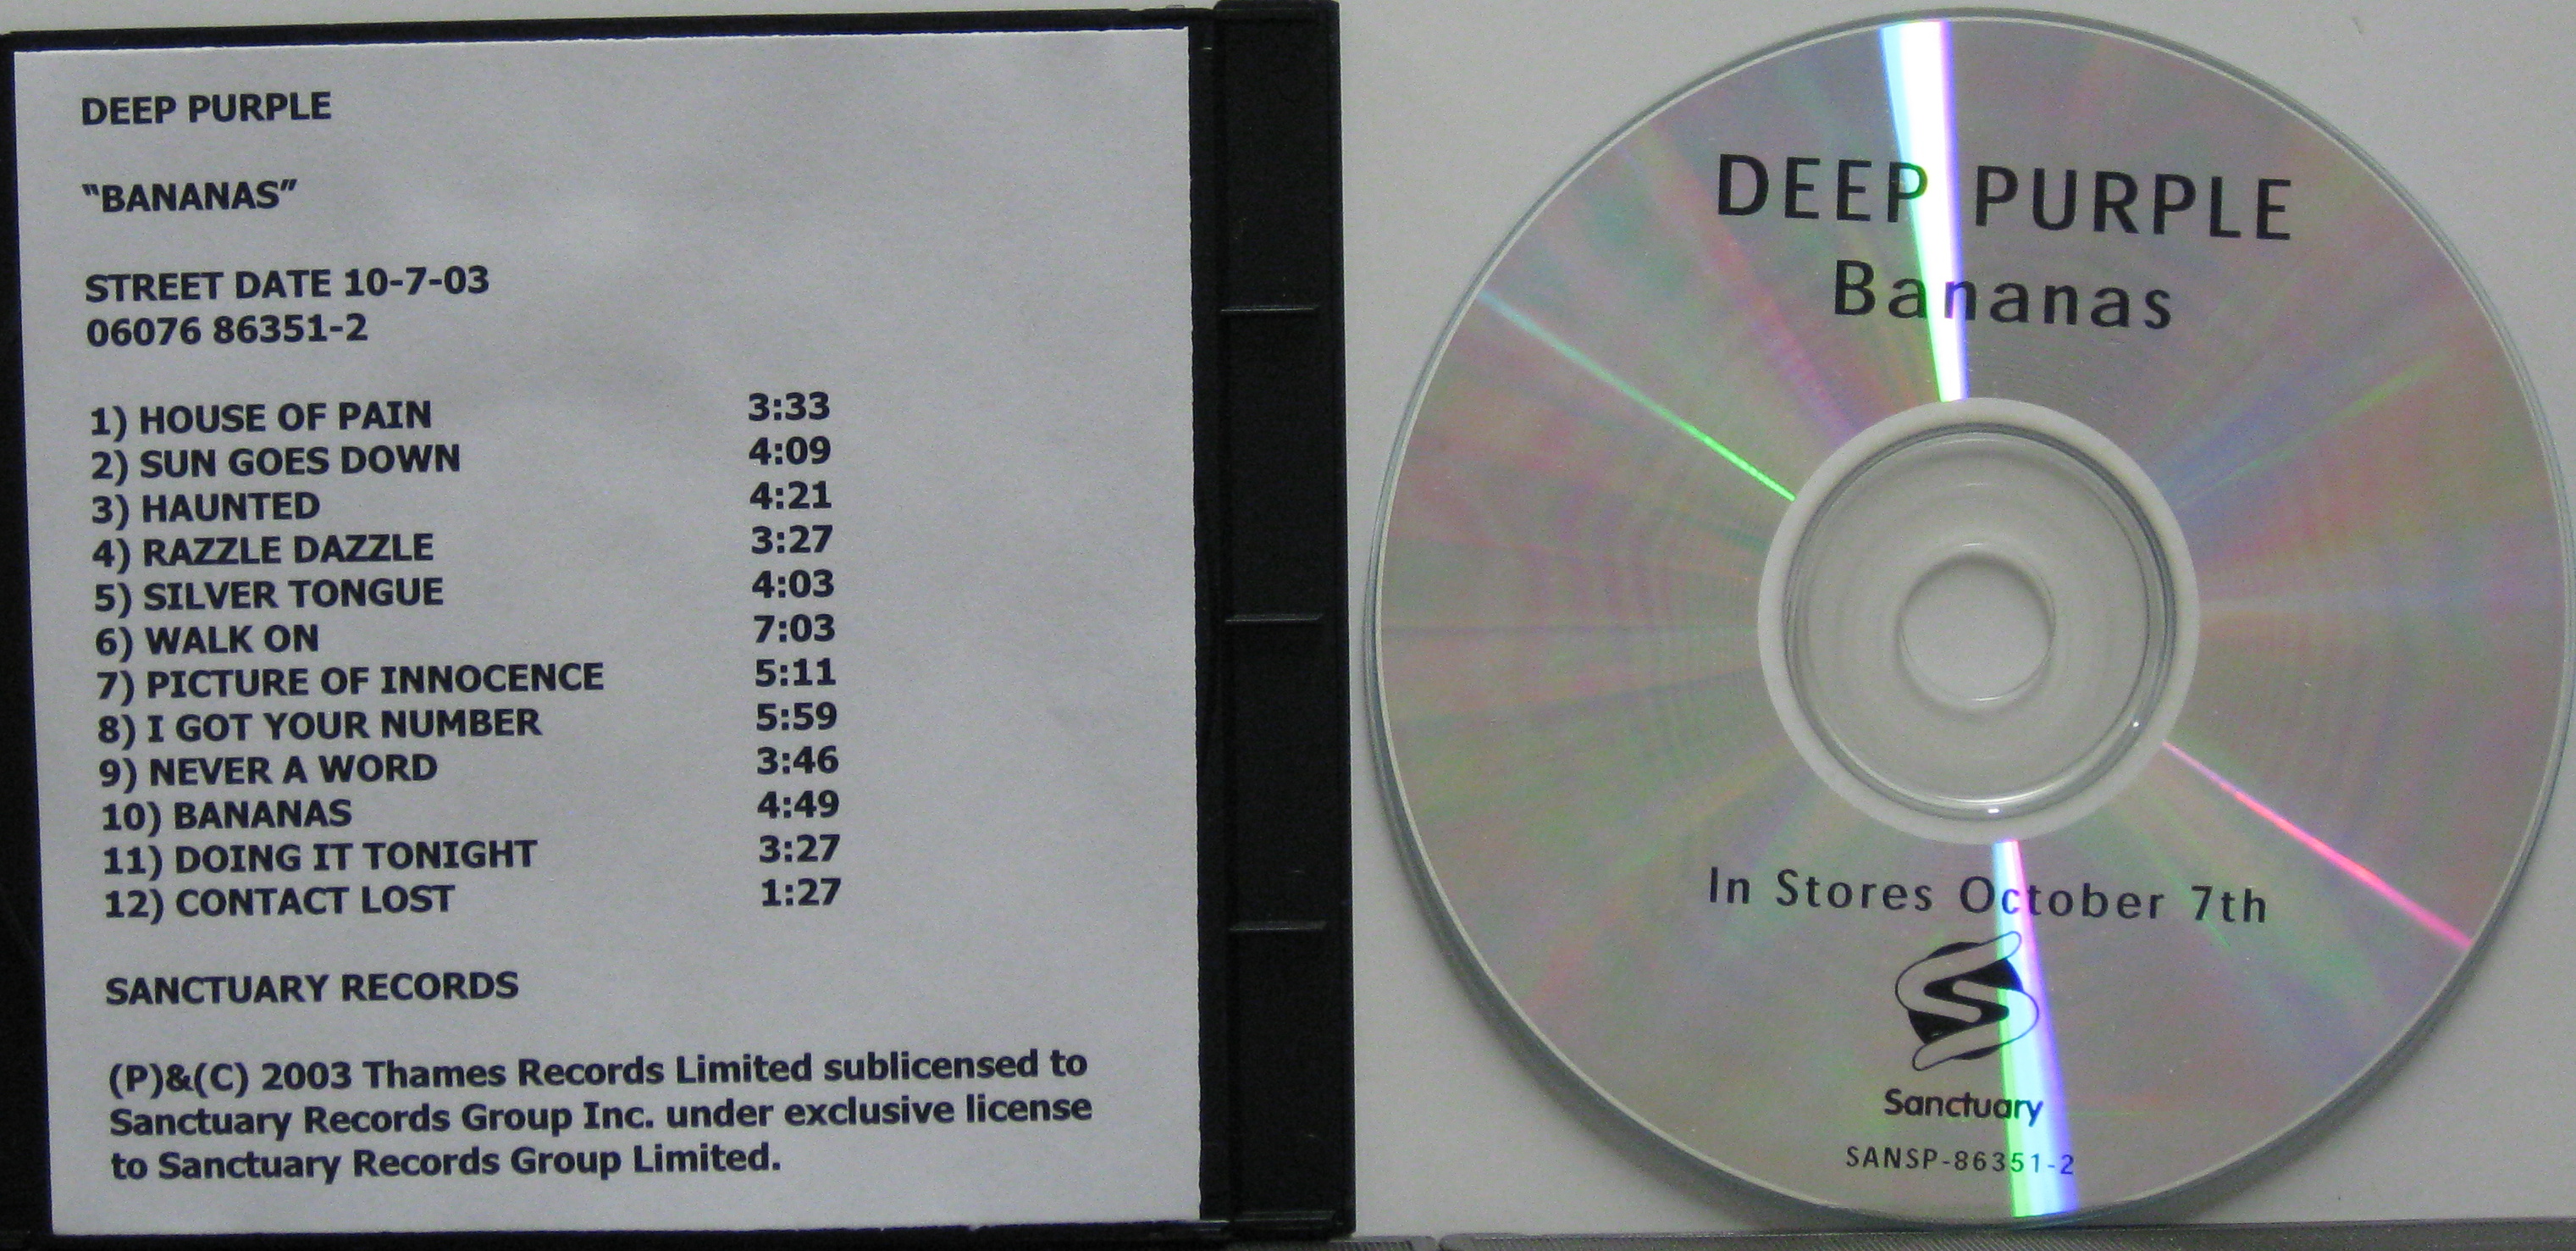 DEEP PURPLE
“BANANAS”
STREET DATE 10-7-03
06076 86351-2
1) HOUSE OF PAIN 3:33
2) SUN GOES DOWN 4:09
3) HAUNTED 4:21
4) RAZZLE DAZZLE 3:27
5) SILVER TONGUE 4:03
6) WALK ON 7:03
7) PICTURE OF INNOCENCE 5:11
8) I GOT YOUR NUMBER 5:59
9) NEVER A WORD 3:46
10) BANANAS 4:49
11) DOING IT TONIGHT 3:27
12) CONTACT LOST 1:27
SANCTUARY RECORDS
(P)&(C) 2003 Thames Records Limited sublicensed to
Sanctuary Records Group Inc. under exclusive license
to Sanctuary Records Group Limited.
DEEP PURPLE
Bananas
In Stores October 7th
S
Sanctuary
SANSP-86351-2